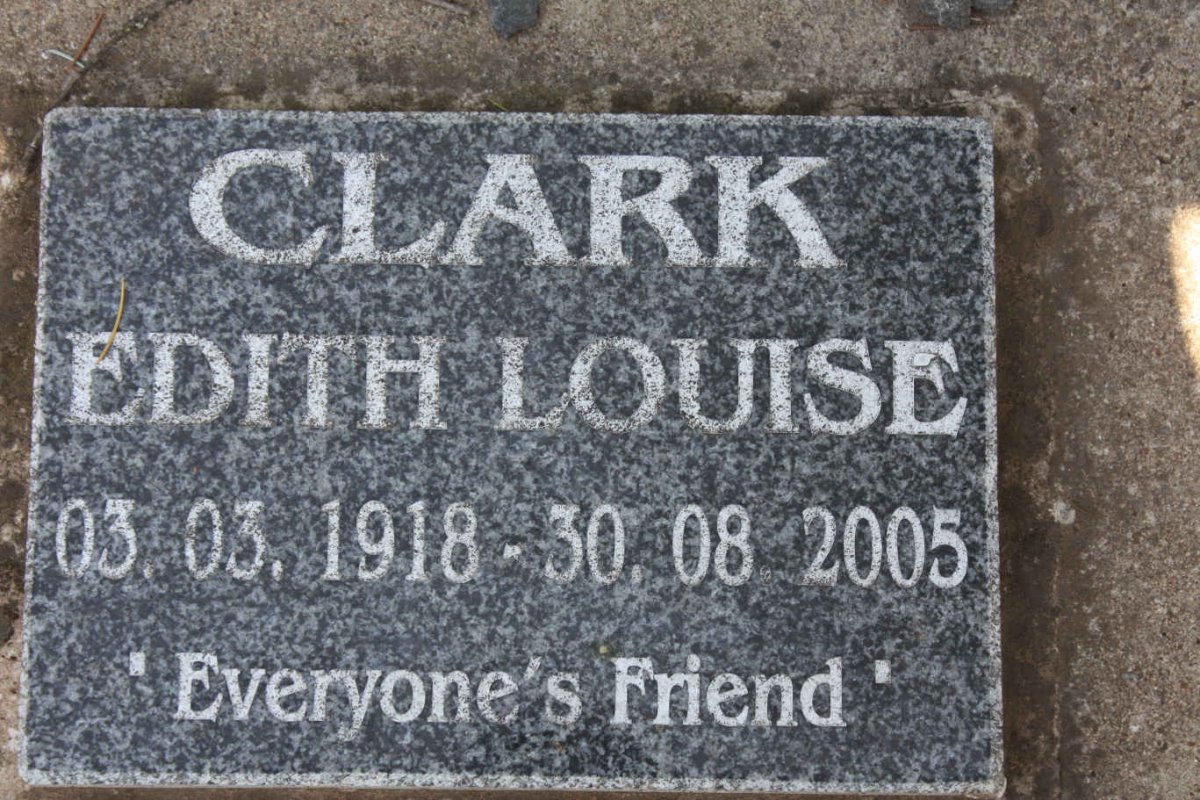 CLARK
EDITH LOUISE
03. 03. 1918 - 30. 08. 2005
' Everyone's Friend '